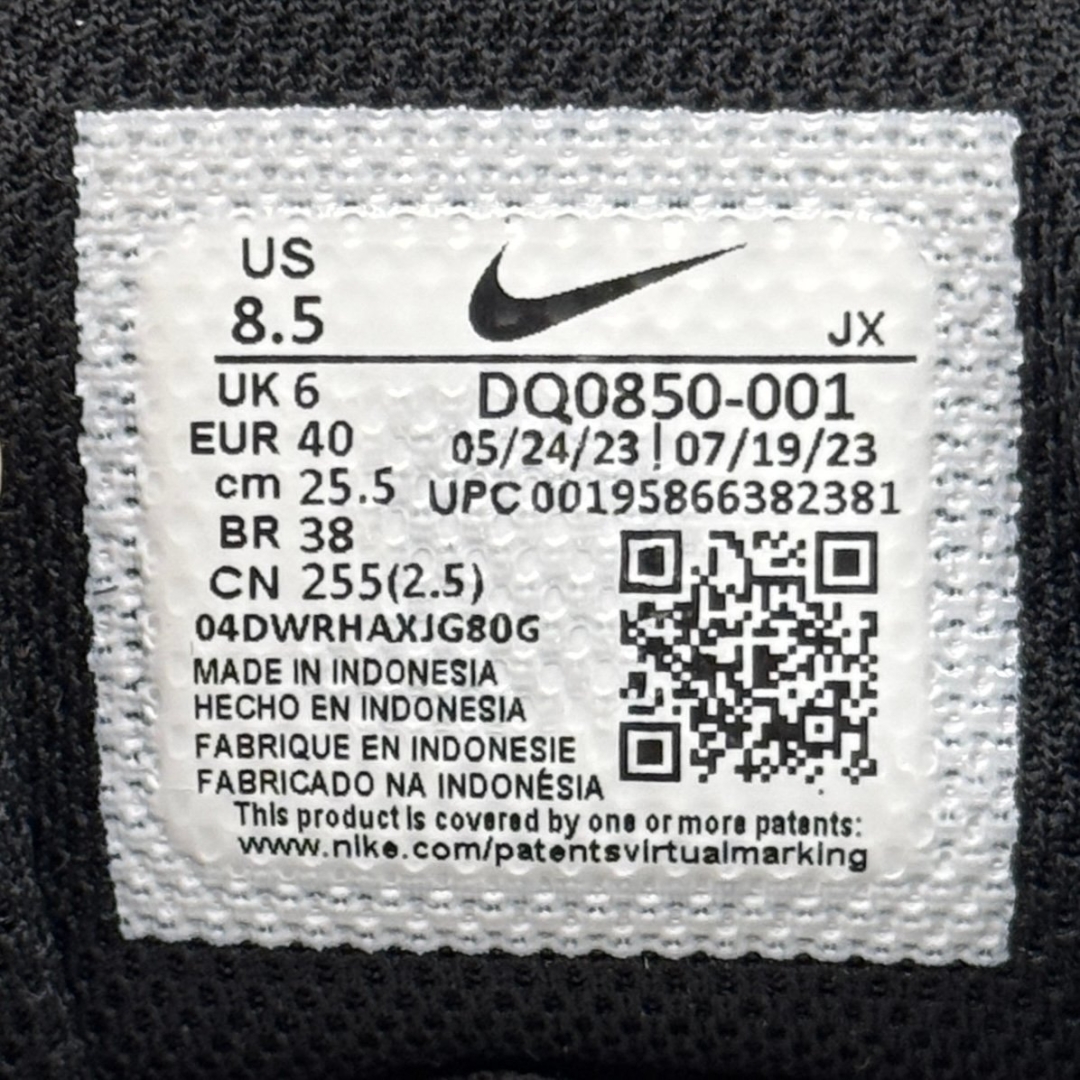 US
8.5
JX
UK 6
DQ0850-001
EUR 40
05/24/23 | 07/19/23
cm 25.5
UPC 00195866382381
BR 38
CN 255(2.5)
04DWRHAXJG80G
MADE IN INDONESIA
HECHO EN INDONESIA
FABRIQUE EN INDONESIE
FABRICADO NA INDONÉSIA
This product is covered by one or more patents:
www.nike.com/patentsvirtualmarking